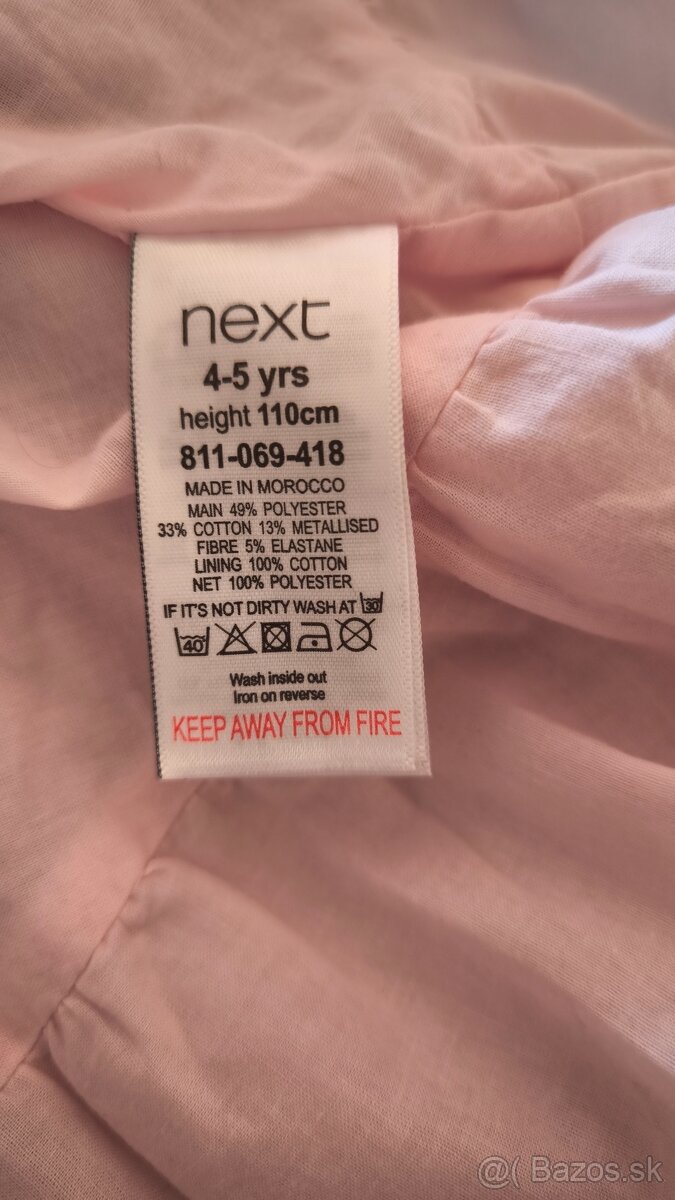 next
4-5 yrs
height 110cm
811-069-418
MADE IN MOROCCO
MAIN 49% POLYESTER
33% COTTON 13% METALLISED
FIBRE 5% ELASTANE
LINING 100% COTTON
NET 100% POLYESTER
IF IT'S NOT DIRTY WASH AT 30
40
Wash inside out
Iron on reverse
KEEP AWAY FROM FIRE
@( Bazos.sk